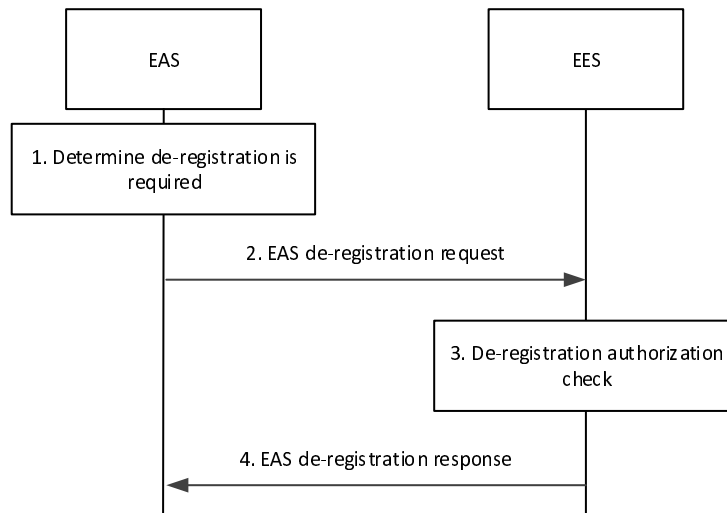 EAS
EES
1. Determine de-registration is
required
2. EAS de-registration request
3. De-registration authorization
check
4. EAS de-registration response